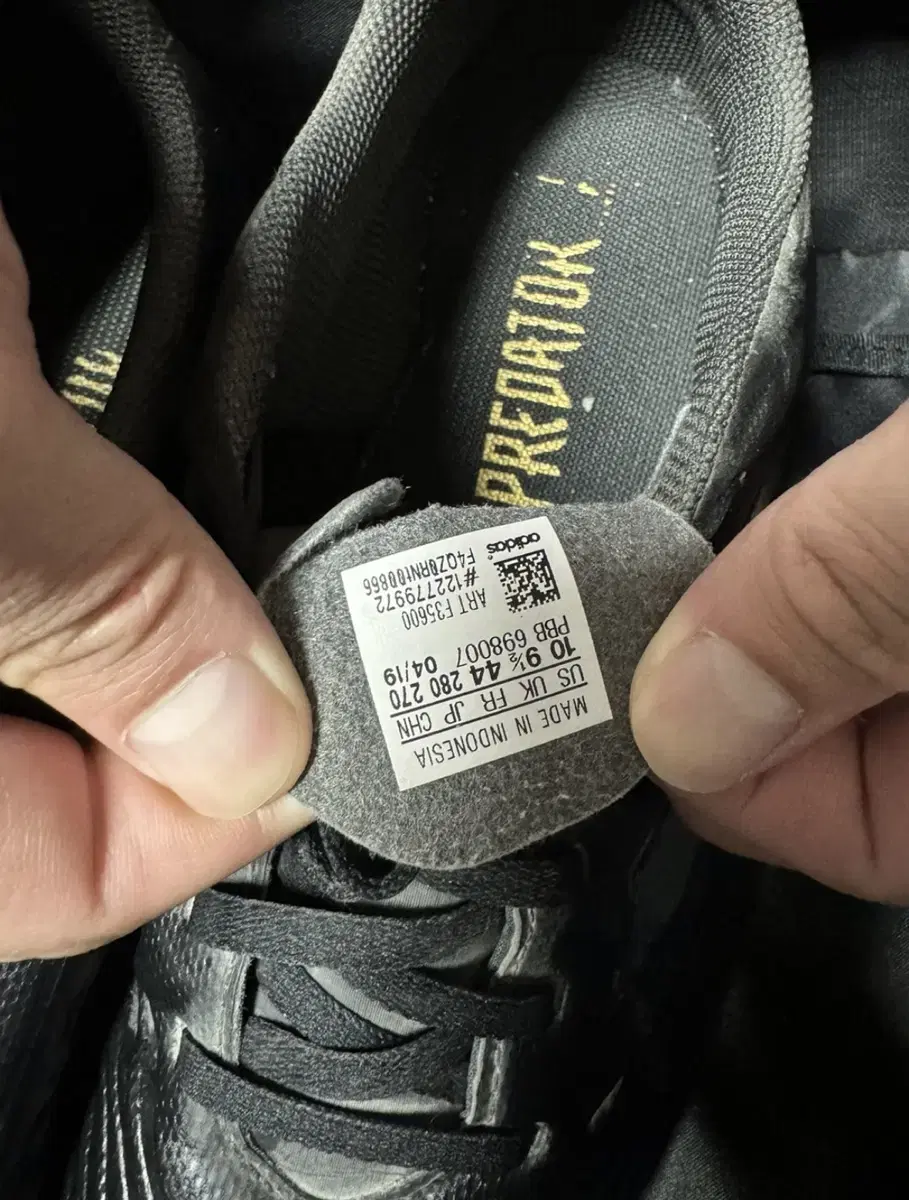 PREDATOR
MADE IN INDONESIA
US UK FR JP CHN
10 9½ 44 280 270
PBB 698007 04/19
ART F35600
#122779972
F4QZ0RNT00866
adidas